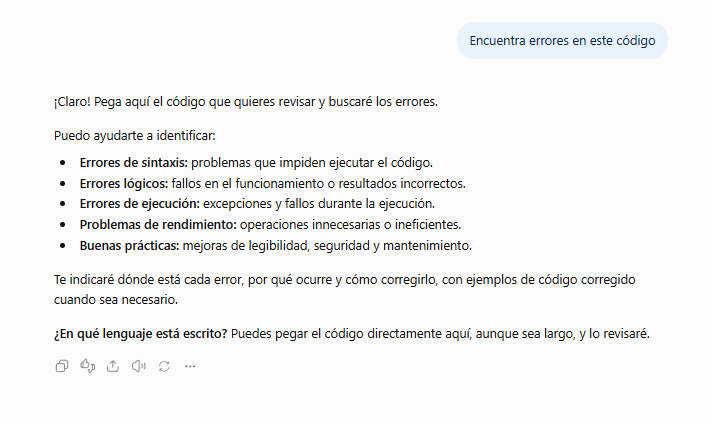 Encuentra errores en este código
¡Claro! Pega aquí el código que quieres revisar y buscaré los errores.
Puedo ayudarte a identificar:
• Errores de sintaxis: problemas que impiden ejecutar el código.
• Errores lógicos: fallos en el funcionamiento o resultados incorrectos.
• Errores de ejecución: excepciones y fallos durante la ejecución.
• Problemas de rendimiento: operaciones innecesarias o ineficientes.
• Buenas prácticas: mejoras de legibilidad, seguridad y mantenimiento.
Te indicaré dónde está cada error, por qué ocurre y cómo corregirlo, con ejemplos de código corregido
cuando sea necesario.
¿En qué lenguaje está escrito? Puedes pegar el código directamente aquí, aunque sea largo, y lo revisaré.